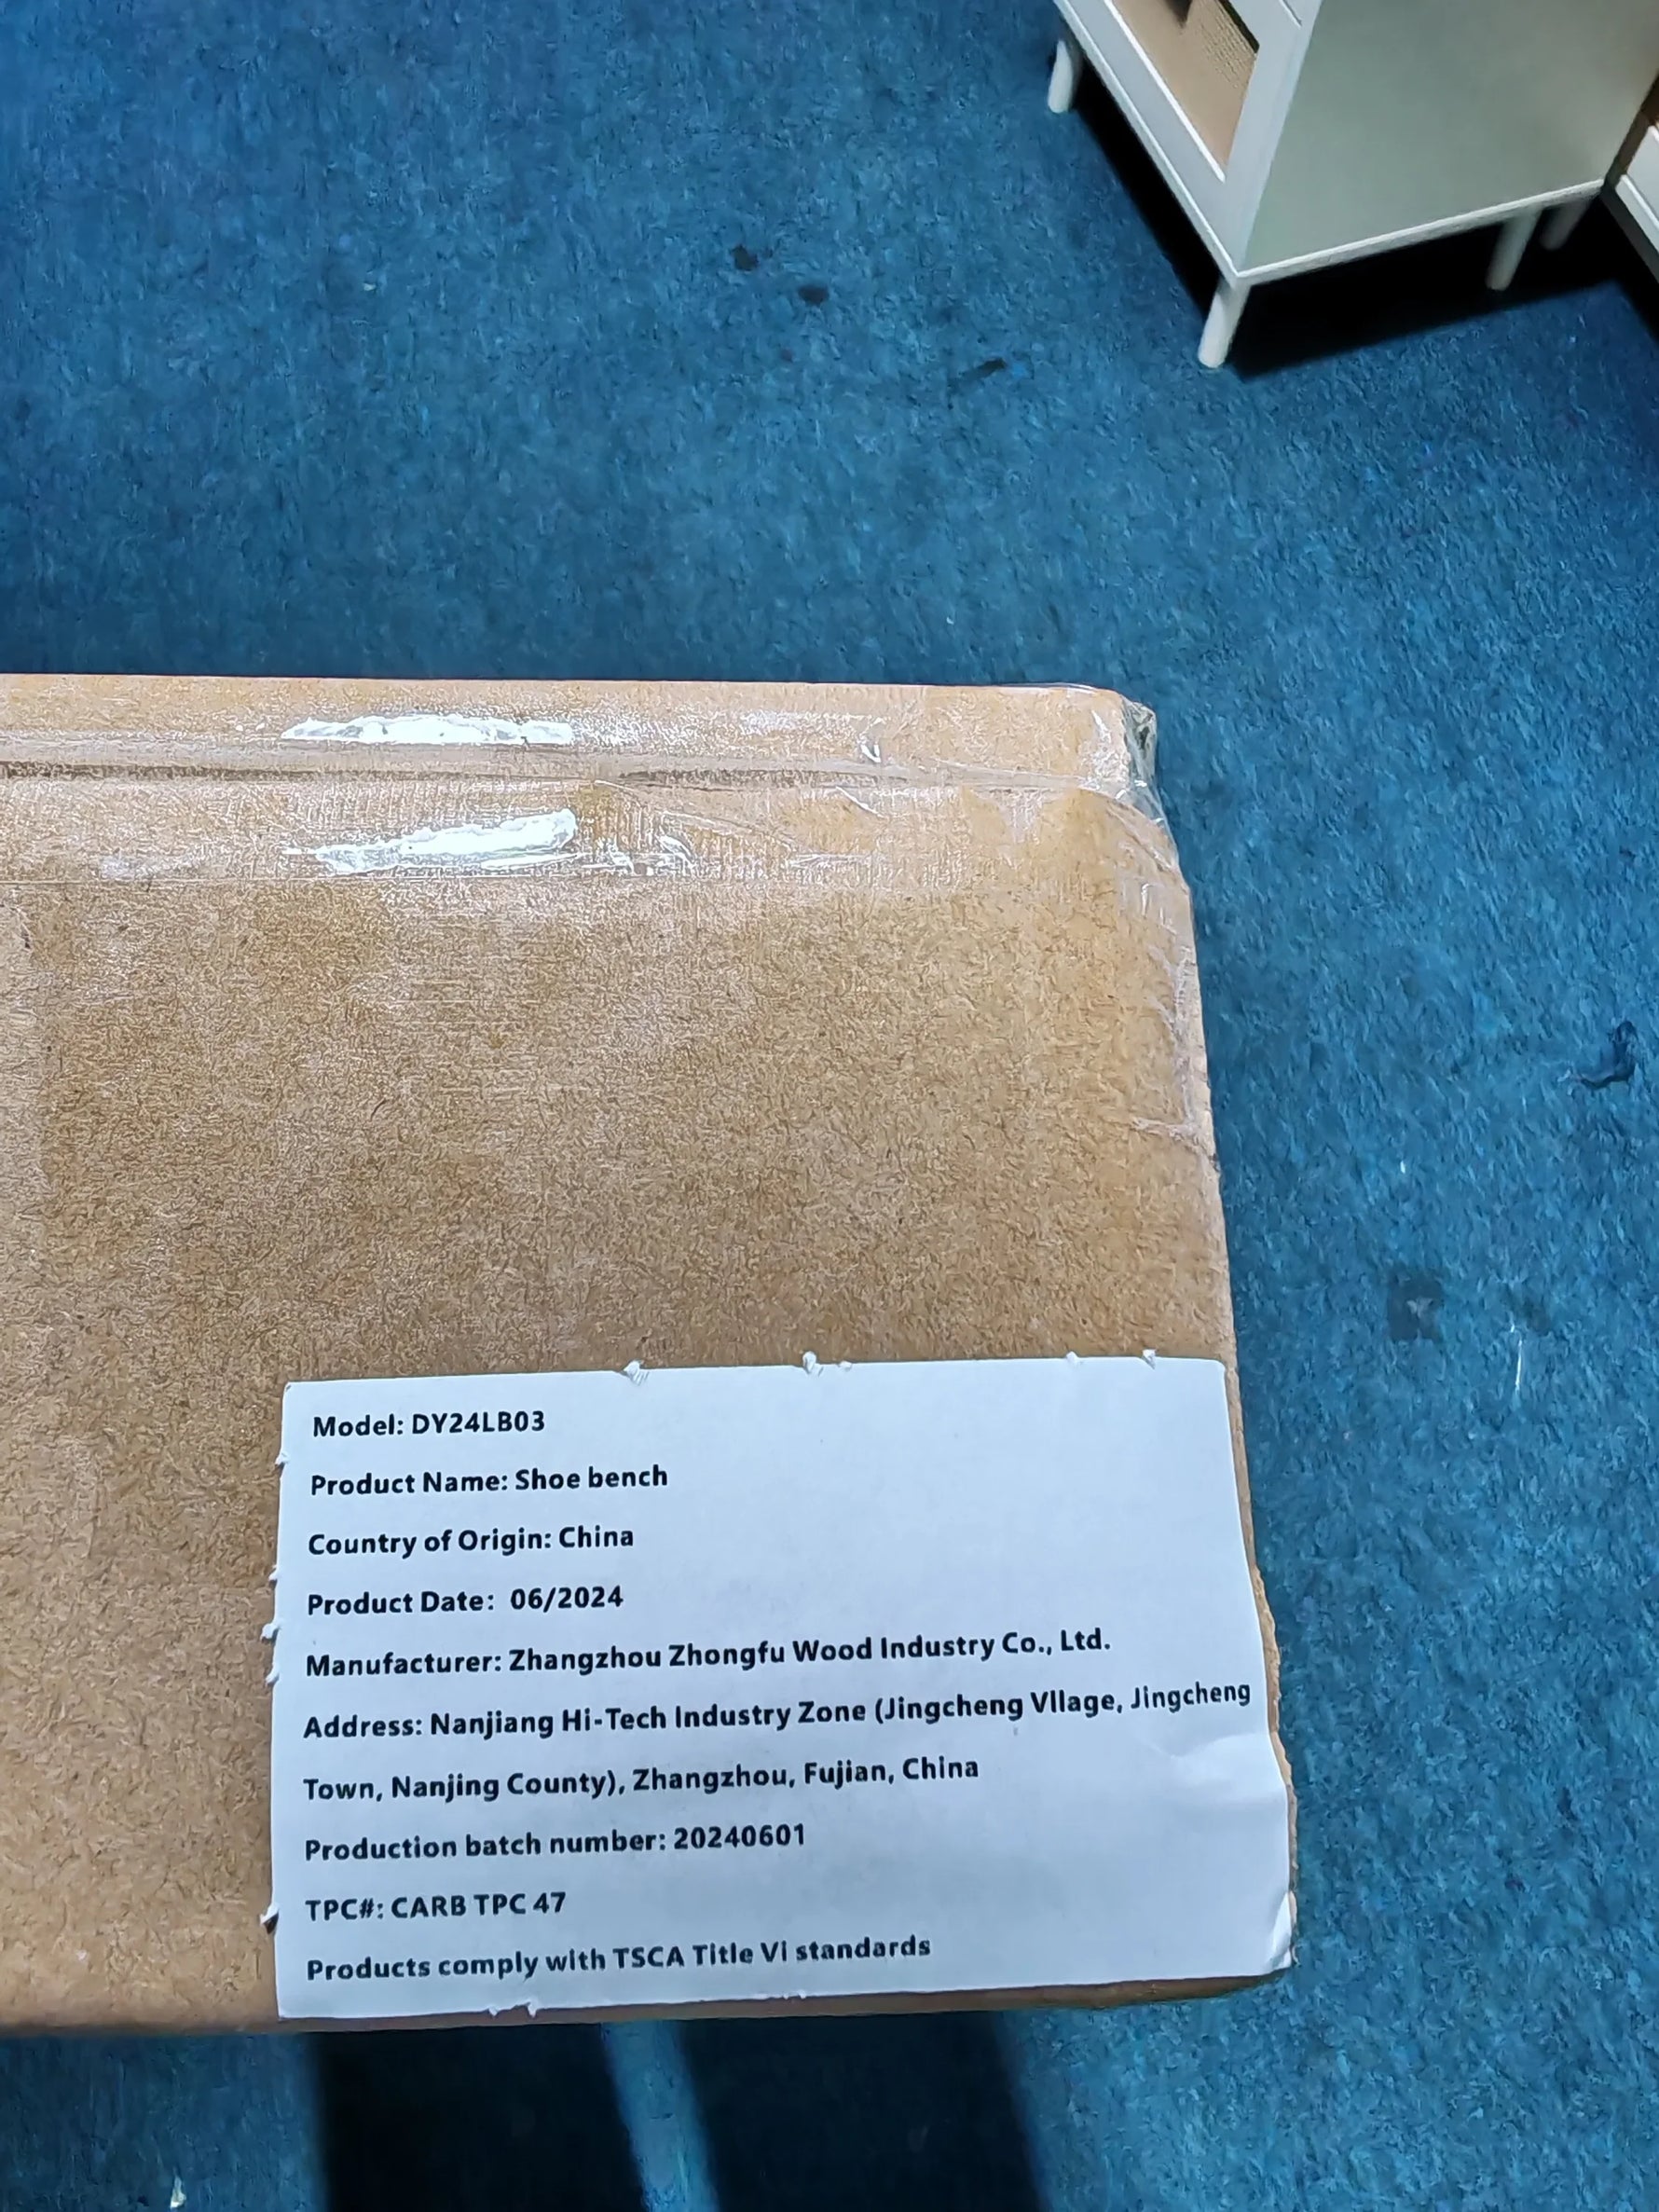 Model: DY24LB03
Product Name: Shoe bench
Country of Origin: China
Product Date: 06/2024
Manufacturer: Zhangzhou Zhongfu Wood Industry Co., Ltd.
Address: Nanjiang Hi-Tech Industry Zone (Jingcheng Vllage, Jingcheng
Town, Nanjing County), Zhangzhou, Fujian, China
Production batch number: 20240601
TPC#: CARB TPC 47
Products comply with TSCA Title Vi standards